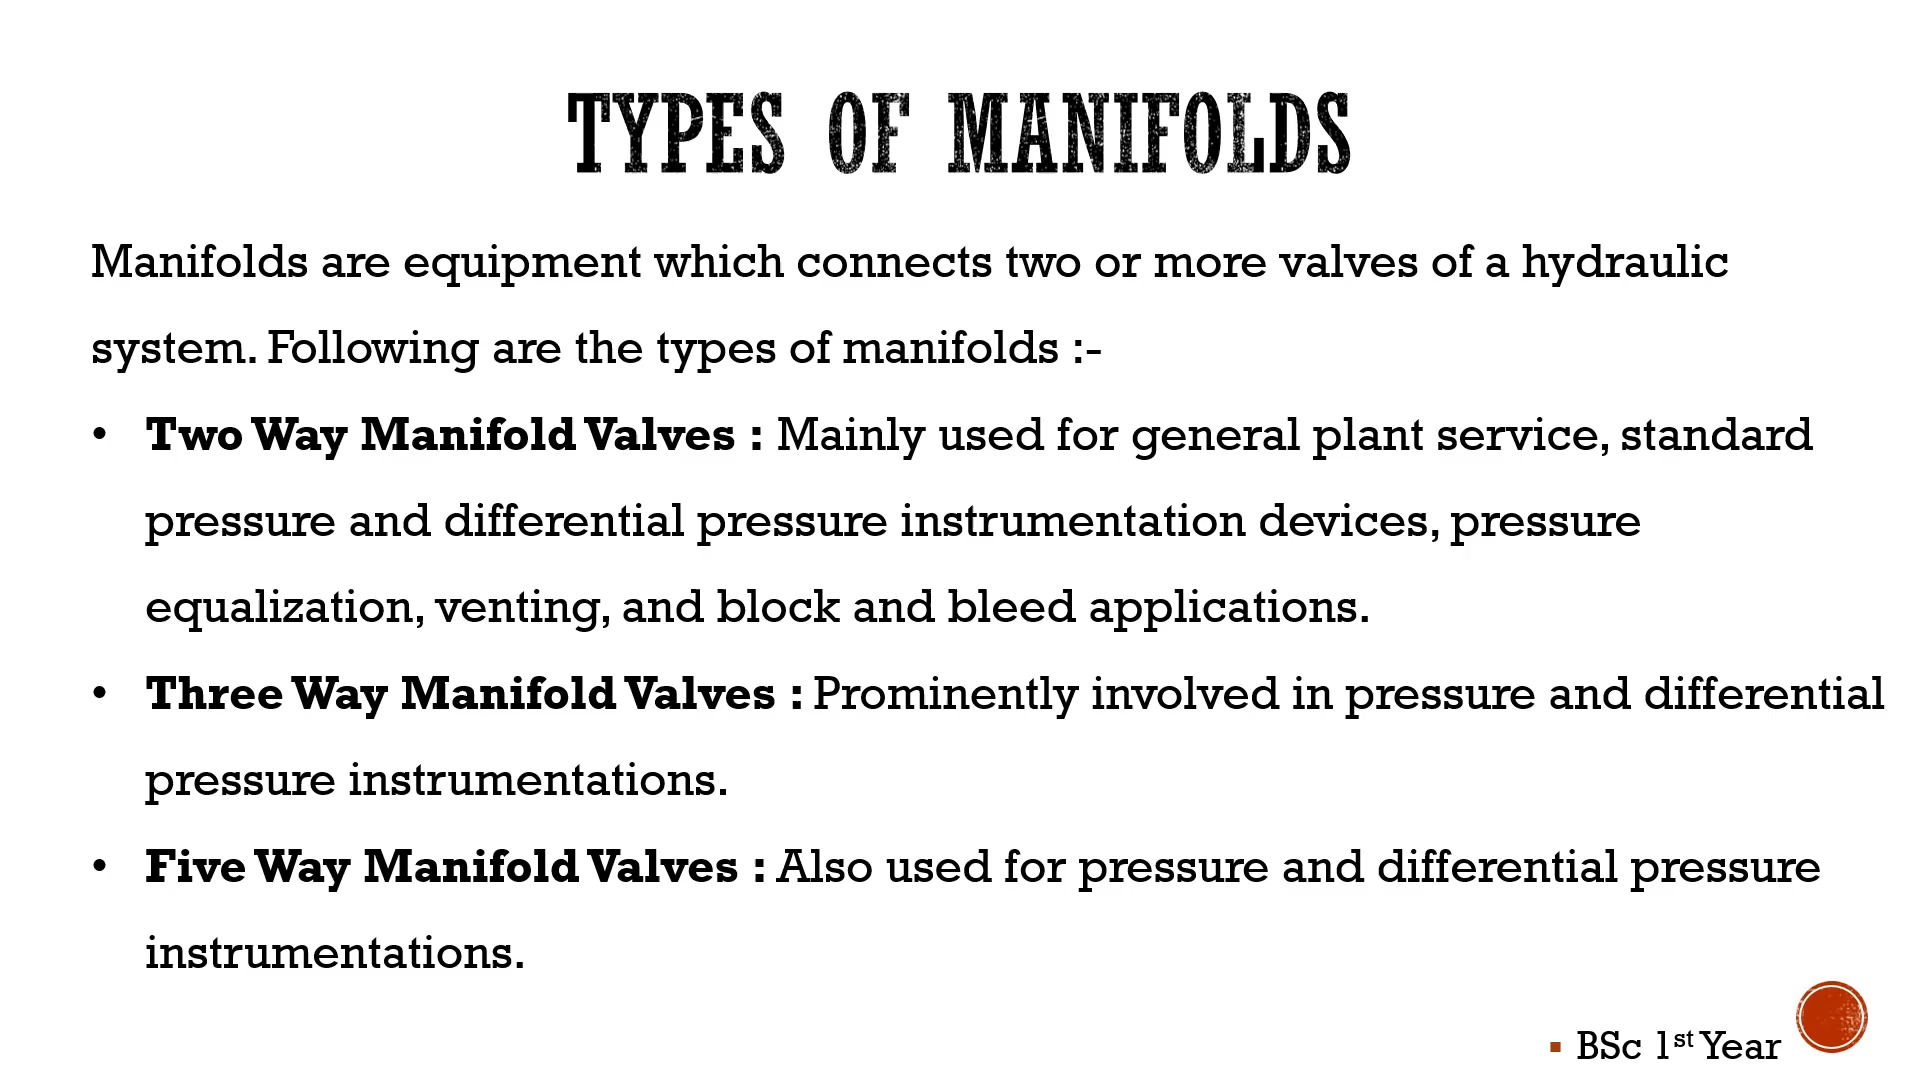 TYPES OF MANIFOLDS
Manifolds are equipment which connects two or more valves of a hydraulic
system. Following are the types of manifolds :-
• Two Way Manifold Valves : Mainly used for general plant service, standard
pressure and differential pressure instrumentation devices, pressure
equalization, venting, and block and bleed applications.
• Three Way Manifold Valves : Prominently involved in pressure and differential
pressure instrumentations.
• Five Way Manifold Valves : Also used for pressure and differential pressure
instrumentations.
▪ BSc 1st Year